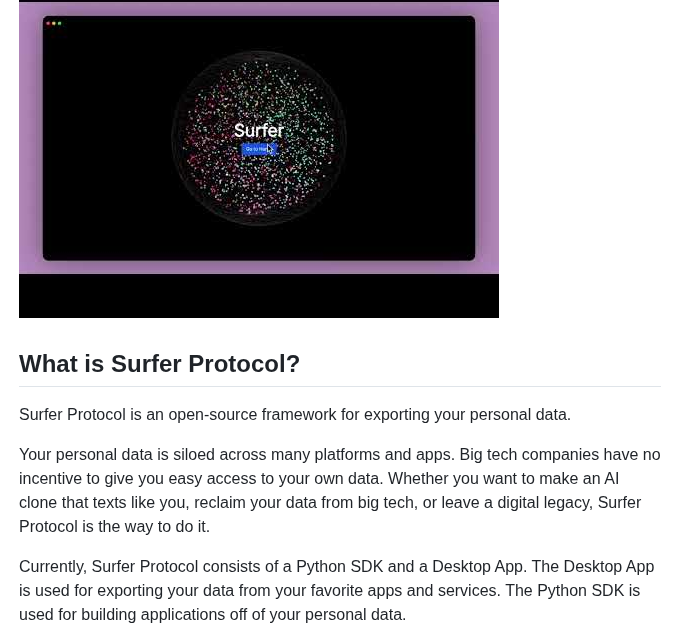 Surfer
Go to
What is Surfer Protocol?
Surfer Protocol is an open-source framework for exporting your personal data.
Your personal data is siloed across many platforms and apps. Big tech companies have no
incentive to give you easy access to your own data. Whether you want to make an AI
clone that texts like you, reclaim your data from big tech, or leave a digital legacy, Surfer
Protocol is the way to do it.
Currently, Surfer Protocol consists of a Python SDK and a Desktop App. The Desktop App
is used for exporting your data from your favorite apps and services. The Python SDK is
used for building applications off of your personal data.